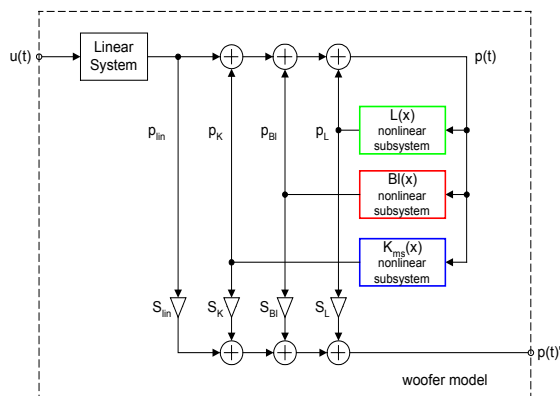 u(t)
Linear
System
p(t)
p_lin
p_K
p_Bl
p_L
L(x)
nonlinear
subsystem
Bl(x)
nonlinear
subsystem
K_ms(x)
nonlinear
subsystem
S_lin
S_K
S_Bl
S_L
p(t)'
woofer model